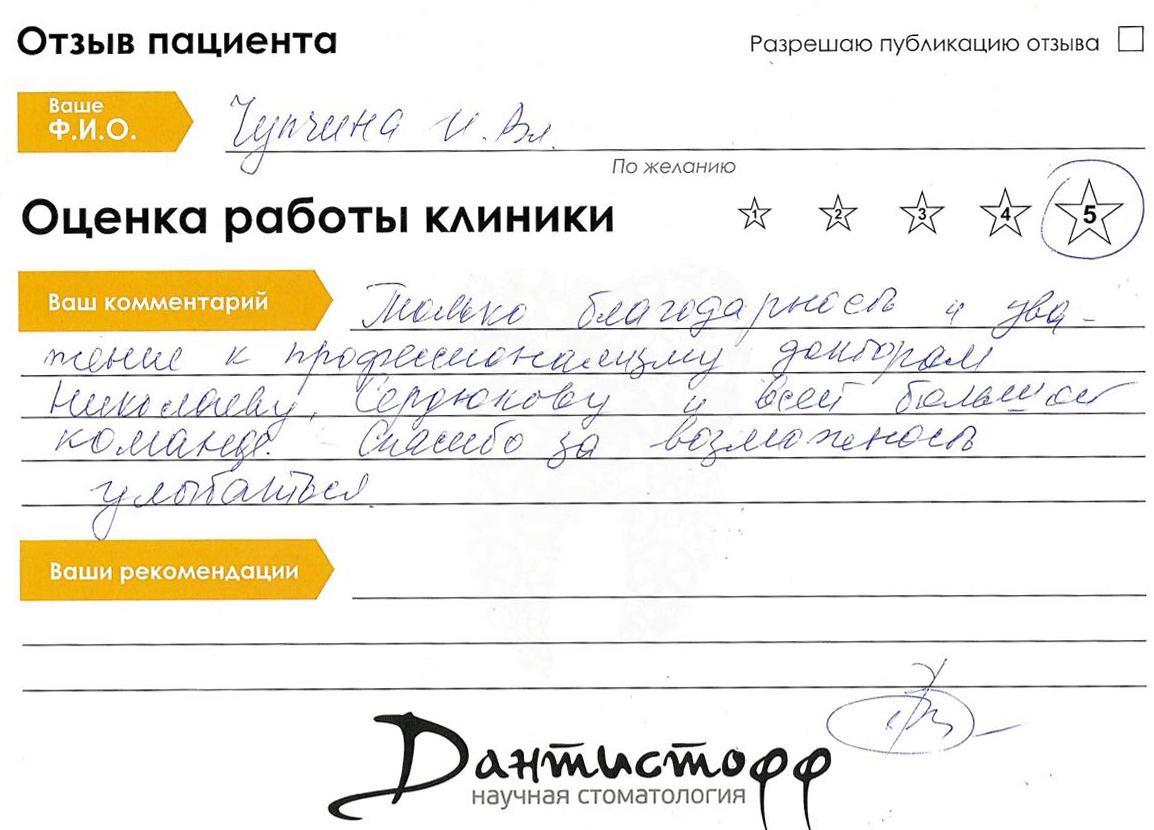 Отзыв пациента
Разрешаю публикацию отзыва
Ваше
Ф.И.О.
Чупчина И. Вл.
По желанию
Оценка работы клиники
1 2 3 4 5
Ваш комментарий
Только благодарность и ува-
жение к профессионализму докторам
Николаеву, Сердюкову и всей большой
команде. Спасибо за возможность
улыбаться
Ваши рекомендации
Дантистофф
научная стоматология